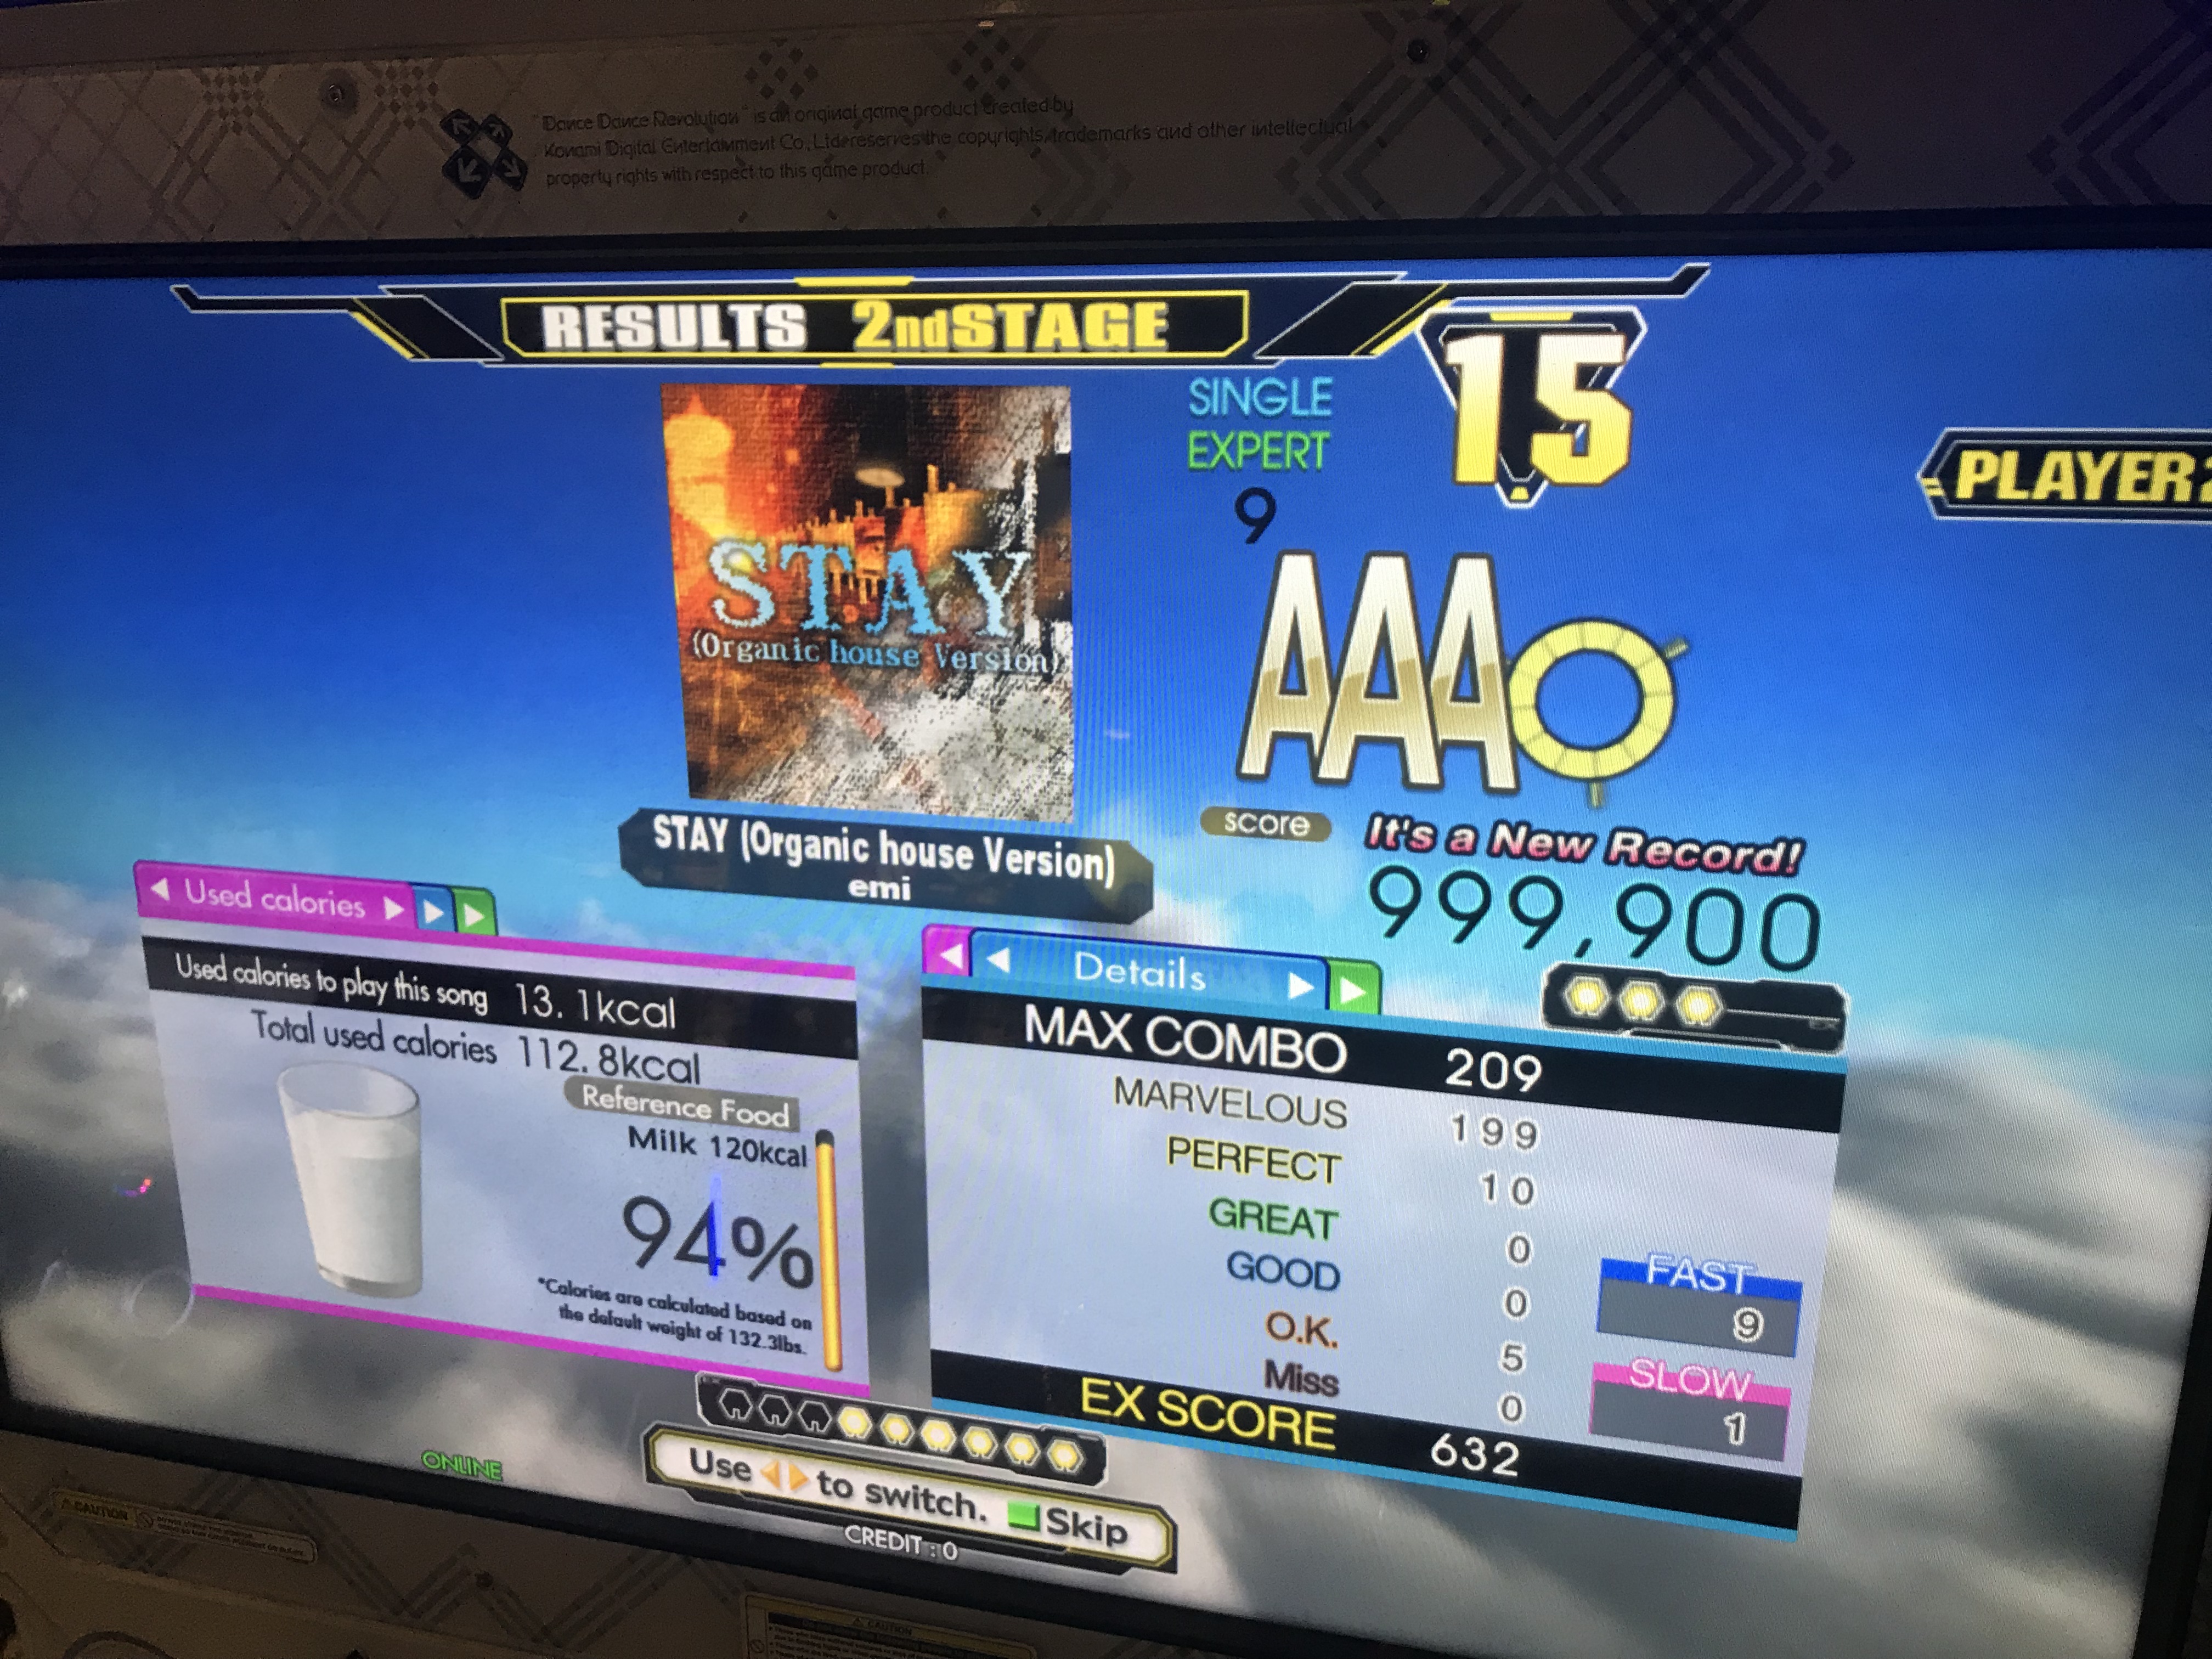 "Dance Dance Revolution" is an original game product created by
Konami Digital Entertainment Co.,Ltd.reserves the copyrights,trademarks and other intellectual
property rights with respect to this game product.
RESULTS 2ndSTAGE
15
SINGLE
EXPERT
9
PLAYER2
STAY
(Organic house Version)
AAA
STAY (Organic house Version)
emi
score
It's a New Record!
999,900
Used calories
Used calories to play this song 13.1kcal
Total used calories 112.8kcal
Reference Food
Milk 120kcal
94%
*Calories are calculated based on
the default weight of 132.3lbs.
Details
MAX COMBO 209
MARVELOUS 199
PERFECT 10
GREAT 0
GOOD 0
O.K. 5
Miss 0
EX SCORE 632
FAST
9
SLOW
1
EX
EX
Use ◀▶ to switch. Skip
ONLINE
CREDIT : 0
CAUTION
CAUTION